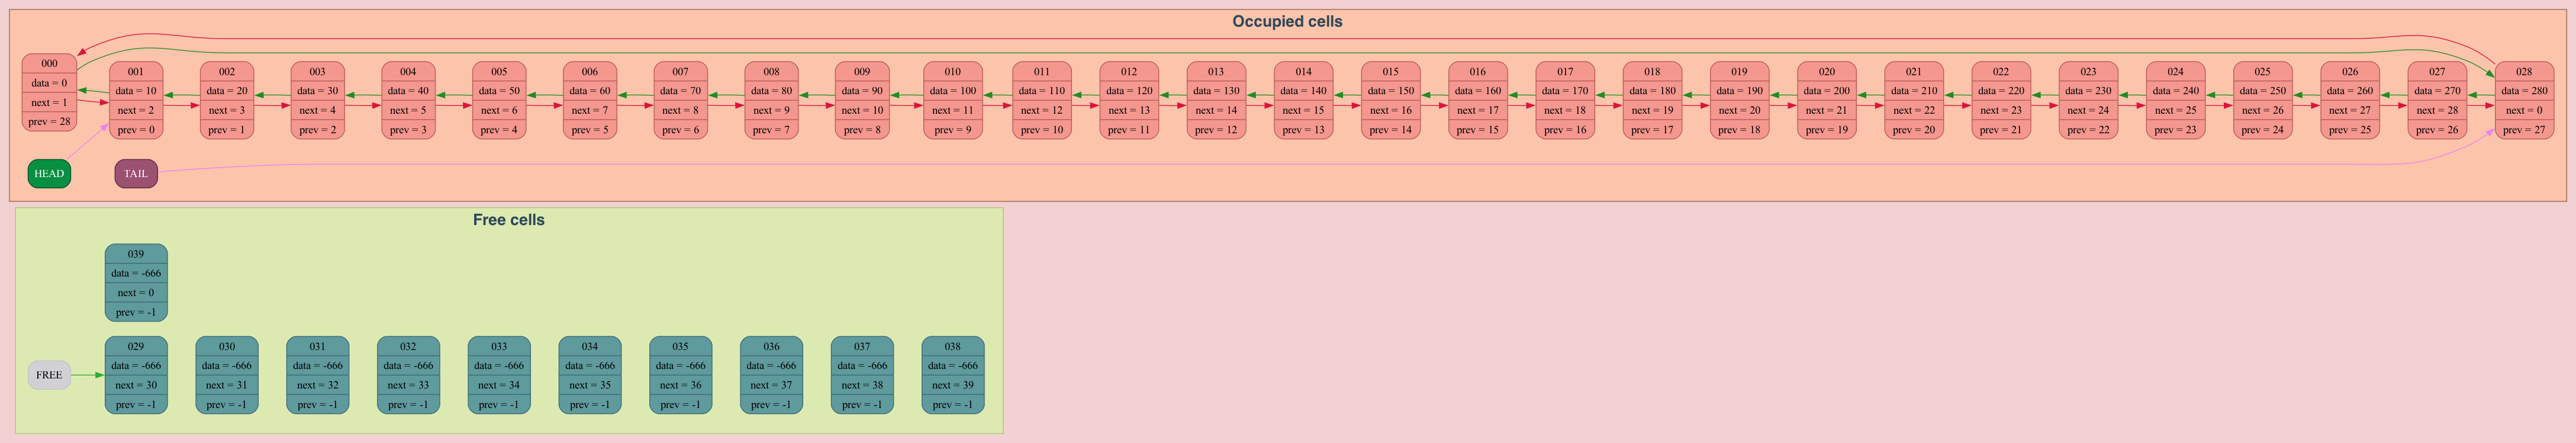 Occupied cells
000
data = 0
next = 1
prev = 28
001
data = 10
next = 2
prev = 0
002
data = 20
next = 3
prev = 1
003
data = 30
next = 4
prev = 2
004
data = 40
next = 5
prev = 3
005
data = 50
next = 6
prev = 4
006
data = 60
next = 7
prev = 5
007
data = 70
next = 8
prev = 6
008
data = 80
next = 9
prev = 7
009
data = 90
next = 10
prev = 8
010
data = 100
next = 11
prev = 9
011
data = 110
next = 12
prev = 10
012
data = 120
next = 13
prev = 11
013
data = 130
next = 14
prev = 12
014
data = 140
next = 15
prev = 13
015
data = 150
next = 16
prev = 14
016
data = 160
next = 17
prev = 15
017
data = 170
next = 18
prev = 16
018
data = 180
next = 19
prev = 17
019
data = 190
next = 20
prev = 18
020
data = 200
next = 21
prev = 19
021
data = 210
next = 22
prev = 20
022
data = 220
next = 23
prev = 21
023
data = 230
next = 24
prev = 22
024
data = 240
next = 25
prev = 23
025
data = 250
next = 26
prev = 24
026
data = 260
next = 27
prev = 25
027
data = 270
next = 28
prev = 26
028
data = 280
next = 0
prev = 27
HEAD
TAIL
Free cells
039
data = -666
next = 0
prev = -1
FREE
029
data = -666
next = 30
prev = -1
030
data = -666
next = 31
prev = -1
031
data = -666
next = 32
prev = -1
032
data = -666
next = 33
prev = -1
033
data = -666
next = 34
prev = -1
034
data = -666
next = 35
prev = -1
035
data = -666
next = 36
prev = -1
036
data = -666
next = 37
prev = -1
037
data = -666
next = 38
prev = -1
038
data = -666
next = 39
prev = -1